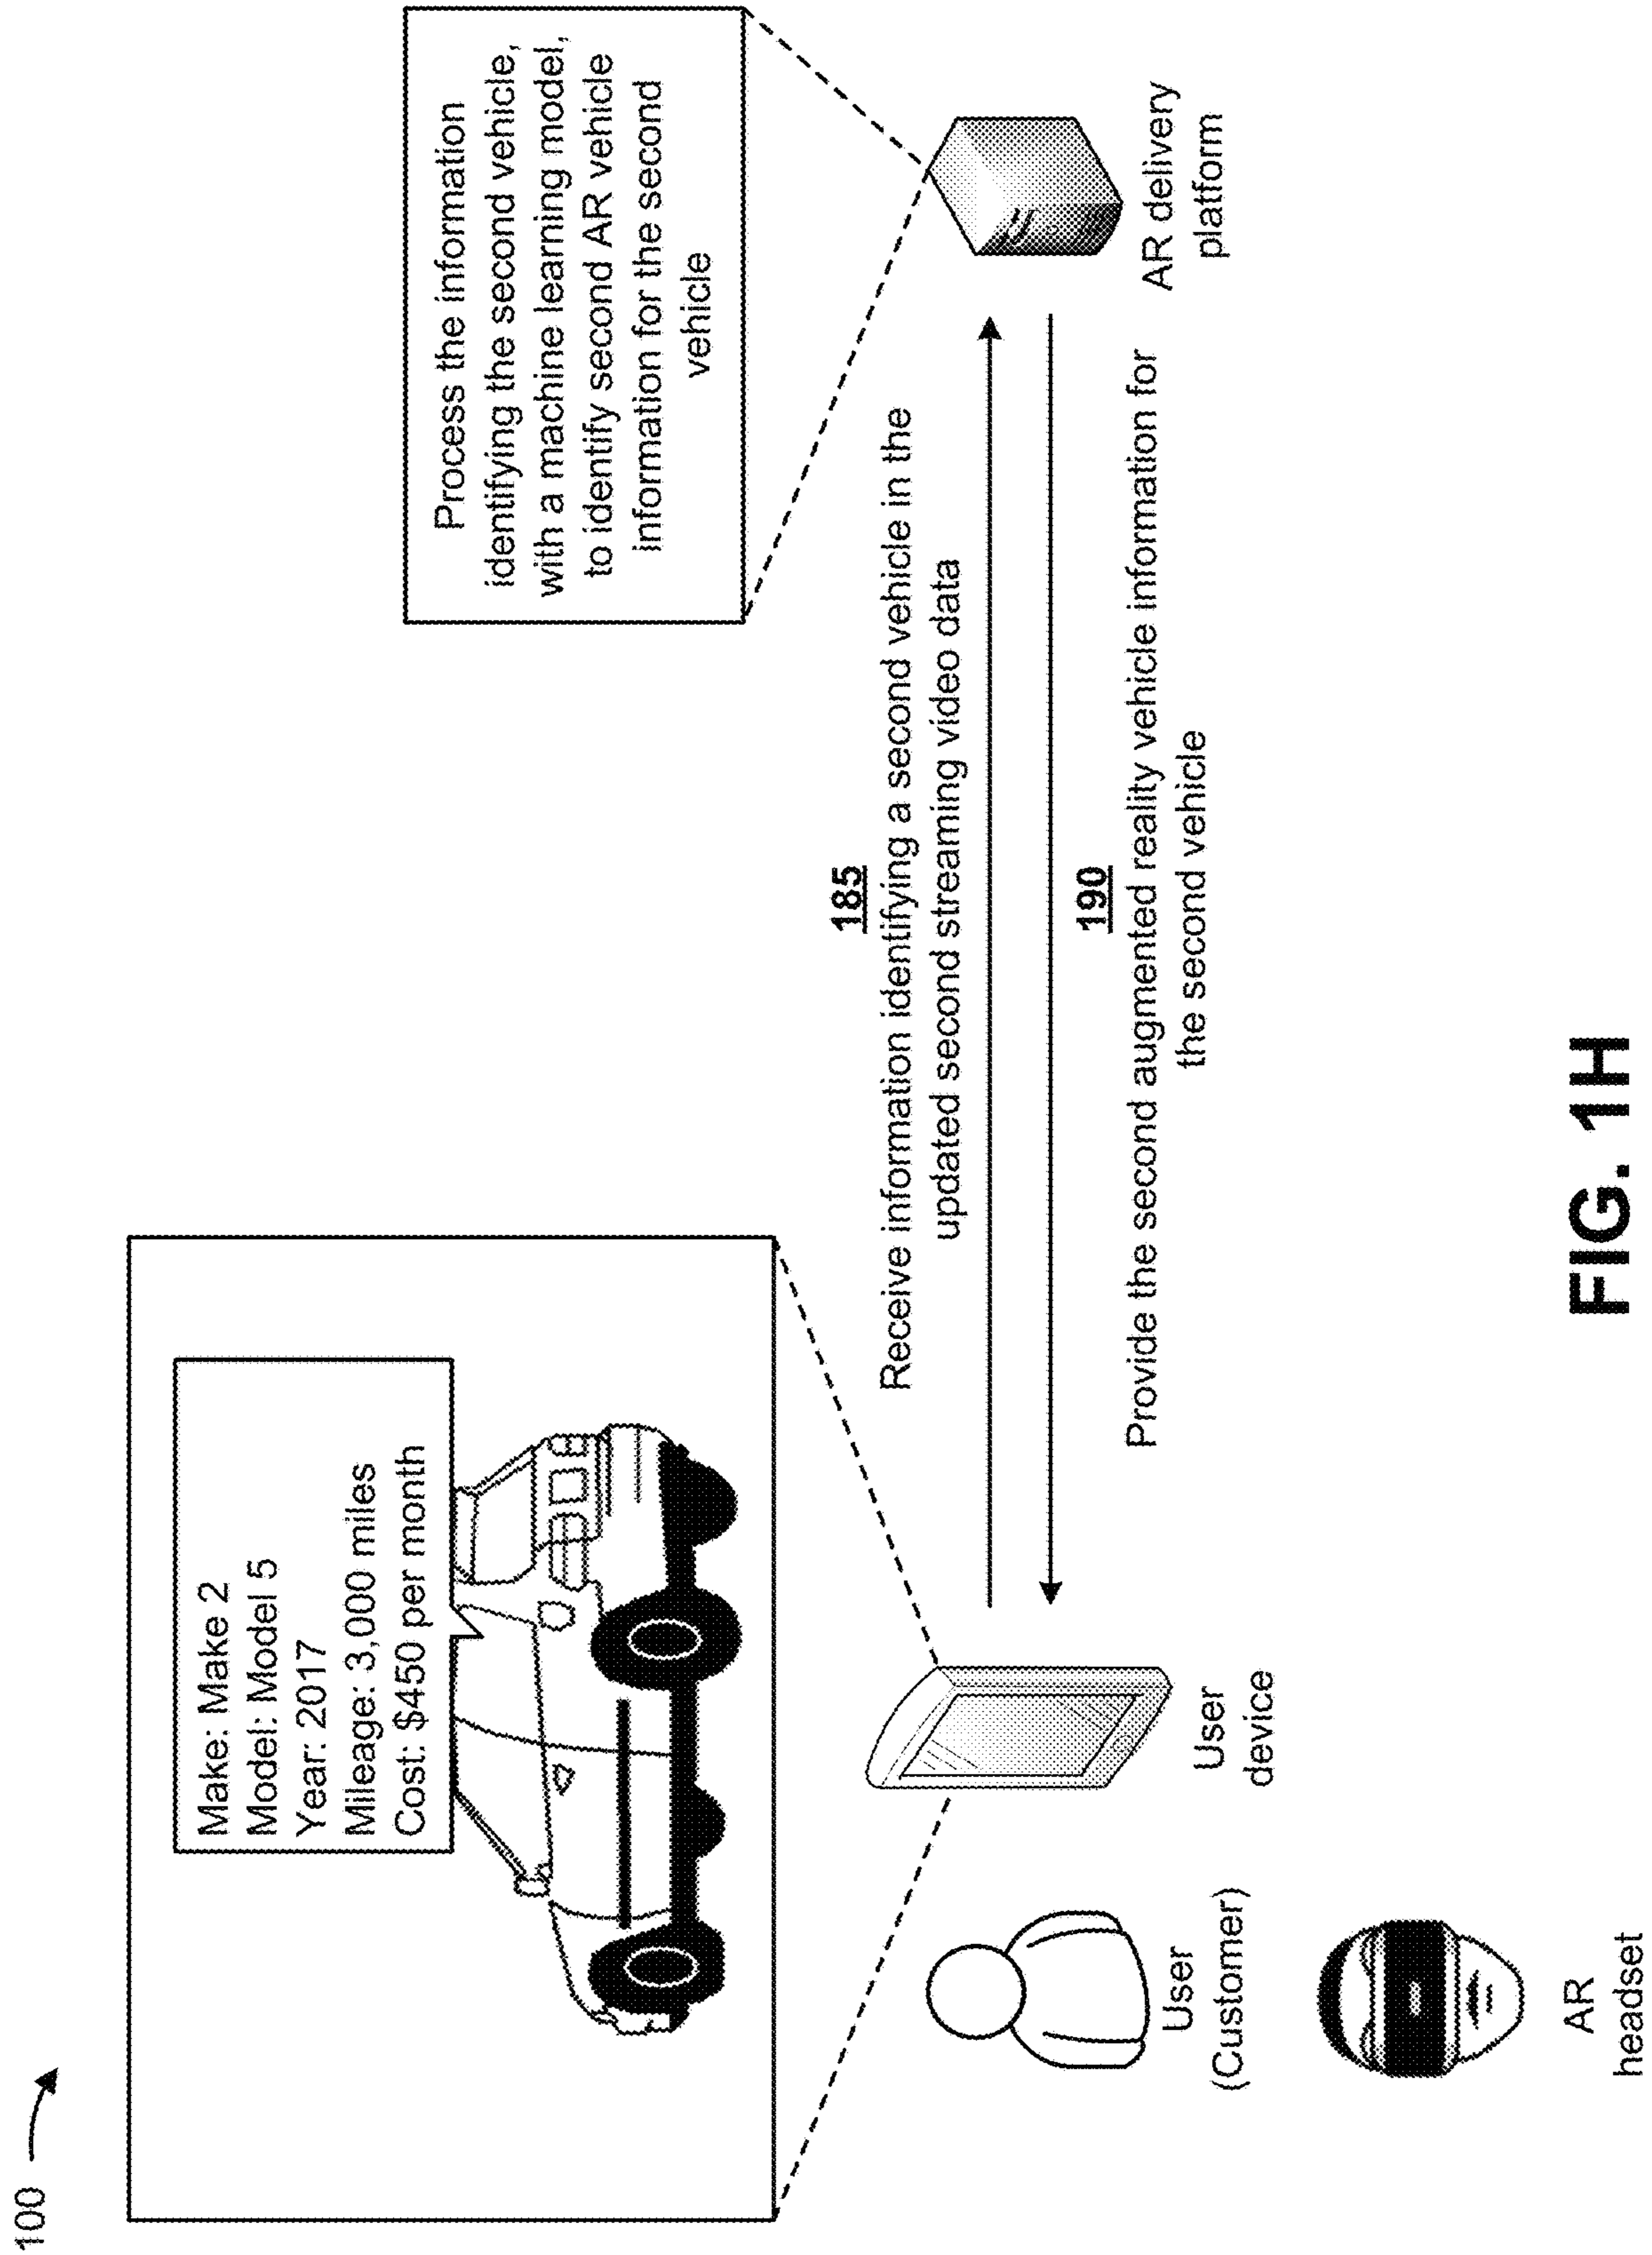 100
Make: Make 2
Model: Model 5
Year: 2017
Mileage: 3,000 miles
Cost: $450 per month
Process the information
identifying the second vehicle,
with a machine learning model,
to identify second AR vehicle
information for the second
vehicle
185
Receive information identifying a second vehicle in the
updated second streaming video data
190
Provide the second augmented reality vehicle information for
the second vehicle
User
(Customer)
User
device
AR delivery
platform
AR
headset
FIG. 1H